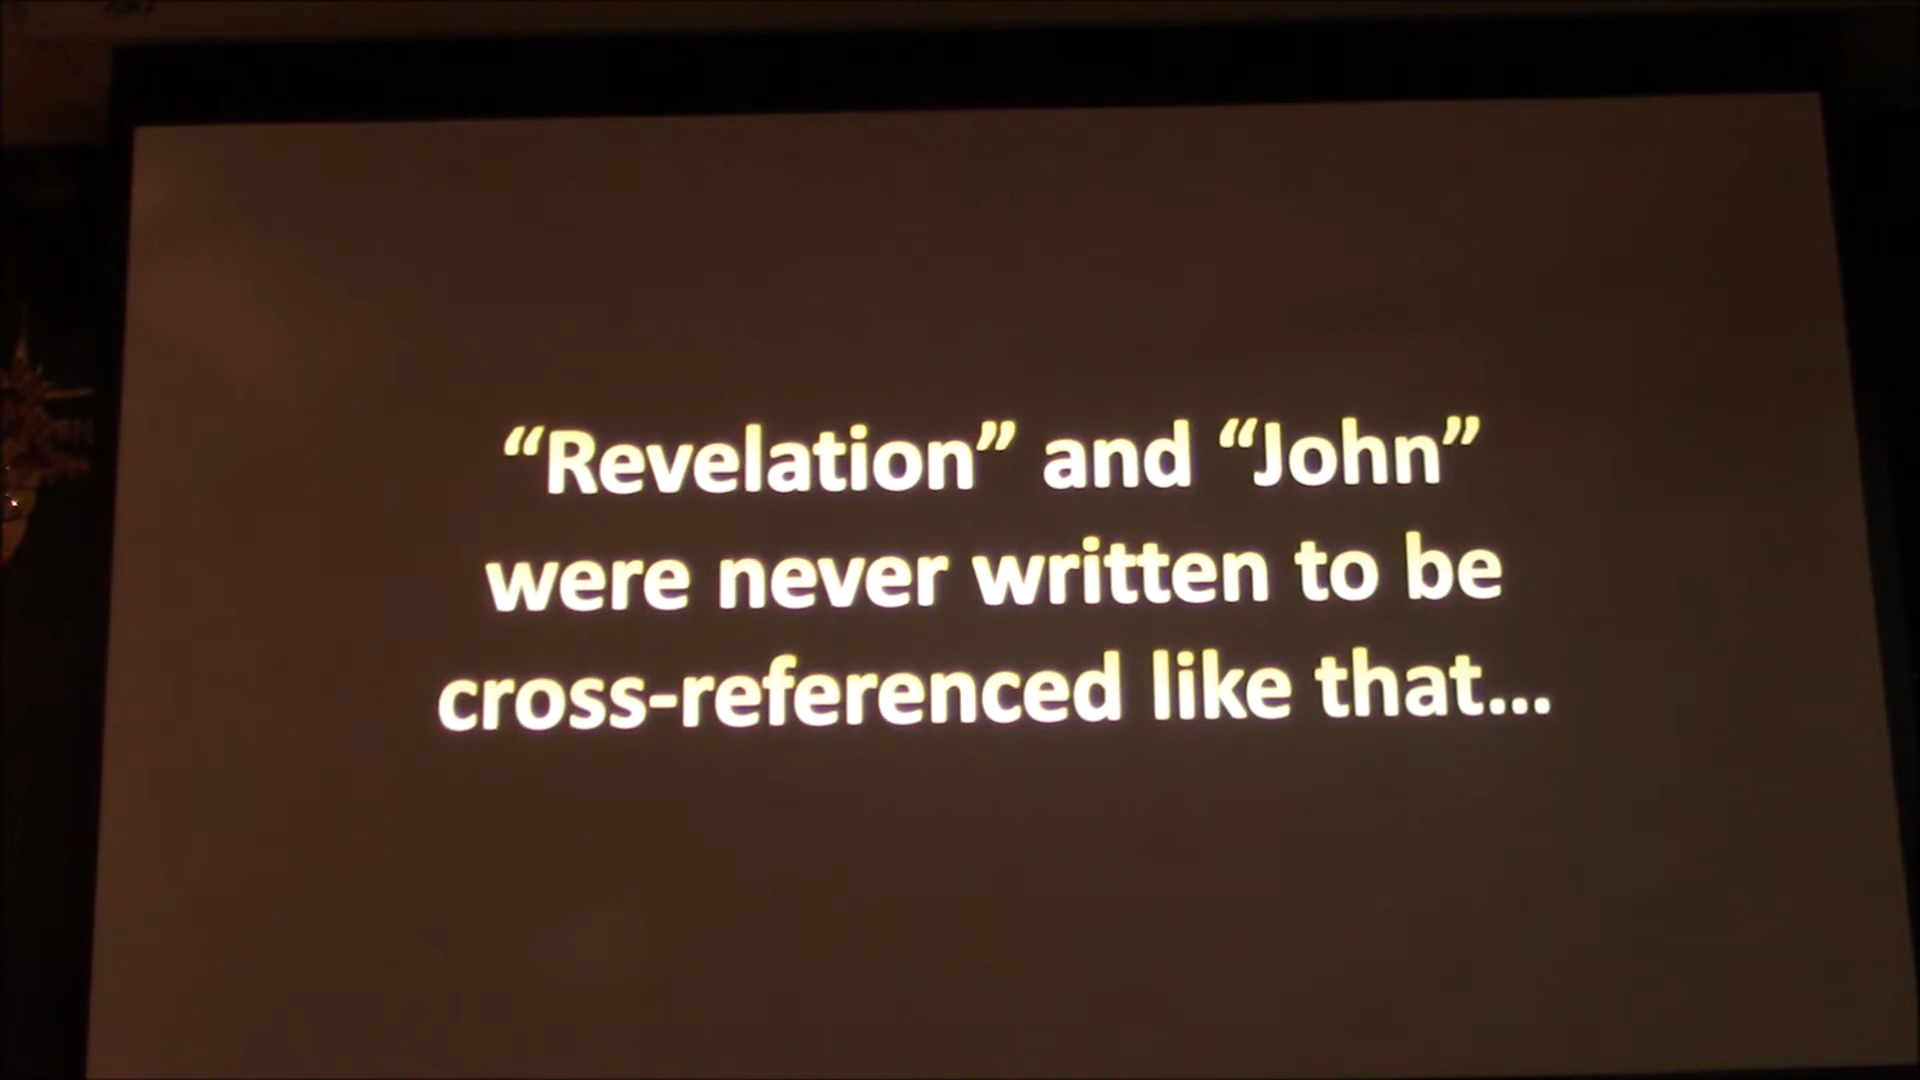 “Revelation” and “John”
were never written to be
cross-referenced like that...